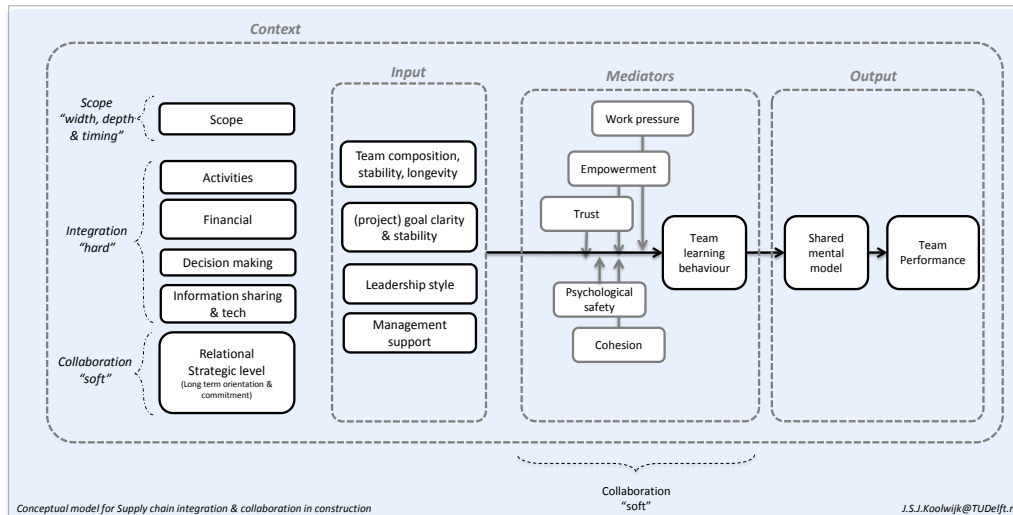 Context
Scope
"width, depth
& timing"
Scope
Integration
"hard"
Activities
Financial
Decision making
Information sharing
& tech
Collaboration
"soft"
Relational
Strategic level
(Long term orientation &
commitment)
Input
Team composition,
stability, longevity
(project) goal clarity
& stability
Leadership style
Management
support
Mediators
Work pressure
Empowerment
Trust
Psychological
safety
Cohesion
Team
learning
behaviour
Output
Shared
mental
model
Team
Performance
Collaboration
"soft"
Conceptual model for Supply chain integration & collaboration in construction
J.S.J.Koolwijk@TUDelft.n